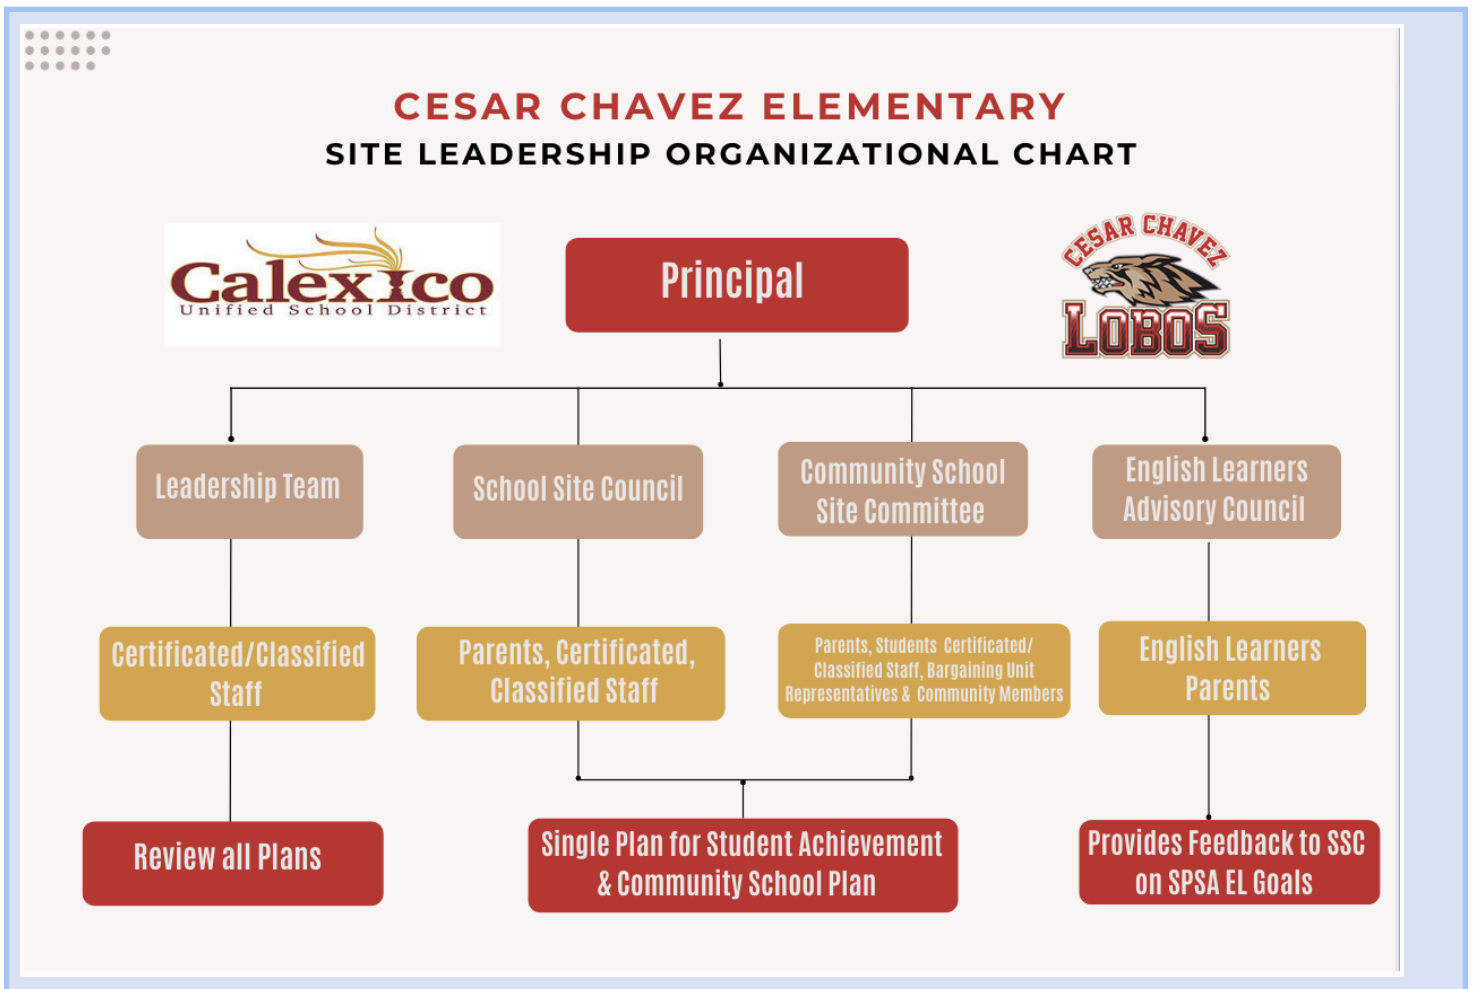 CESAR CHAVEZ ELEMENTARY
SITE LEADERSHIP ORGANIZATIONAL CHART
Calexico
Unified School District
Principal
CESAR CHAVEZ
LOBOS
Leadership Team
School Site Council
Community School
Site Committee
English Learners
Advisory Council
Certificated/Classified
Staff
Parents, Certificated,
Classified Staff
Parents, Students Certificated/
Classified Staff, Bargaining Unit
Representatives & Community Members
English Learners
Parents
Review all Plans
Single Plan for Student Achievement
& Community School Plan
Provides Feedback to SSC
on SPSA EL Goals